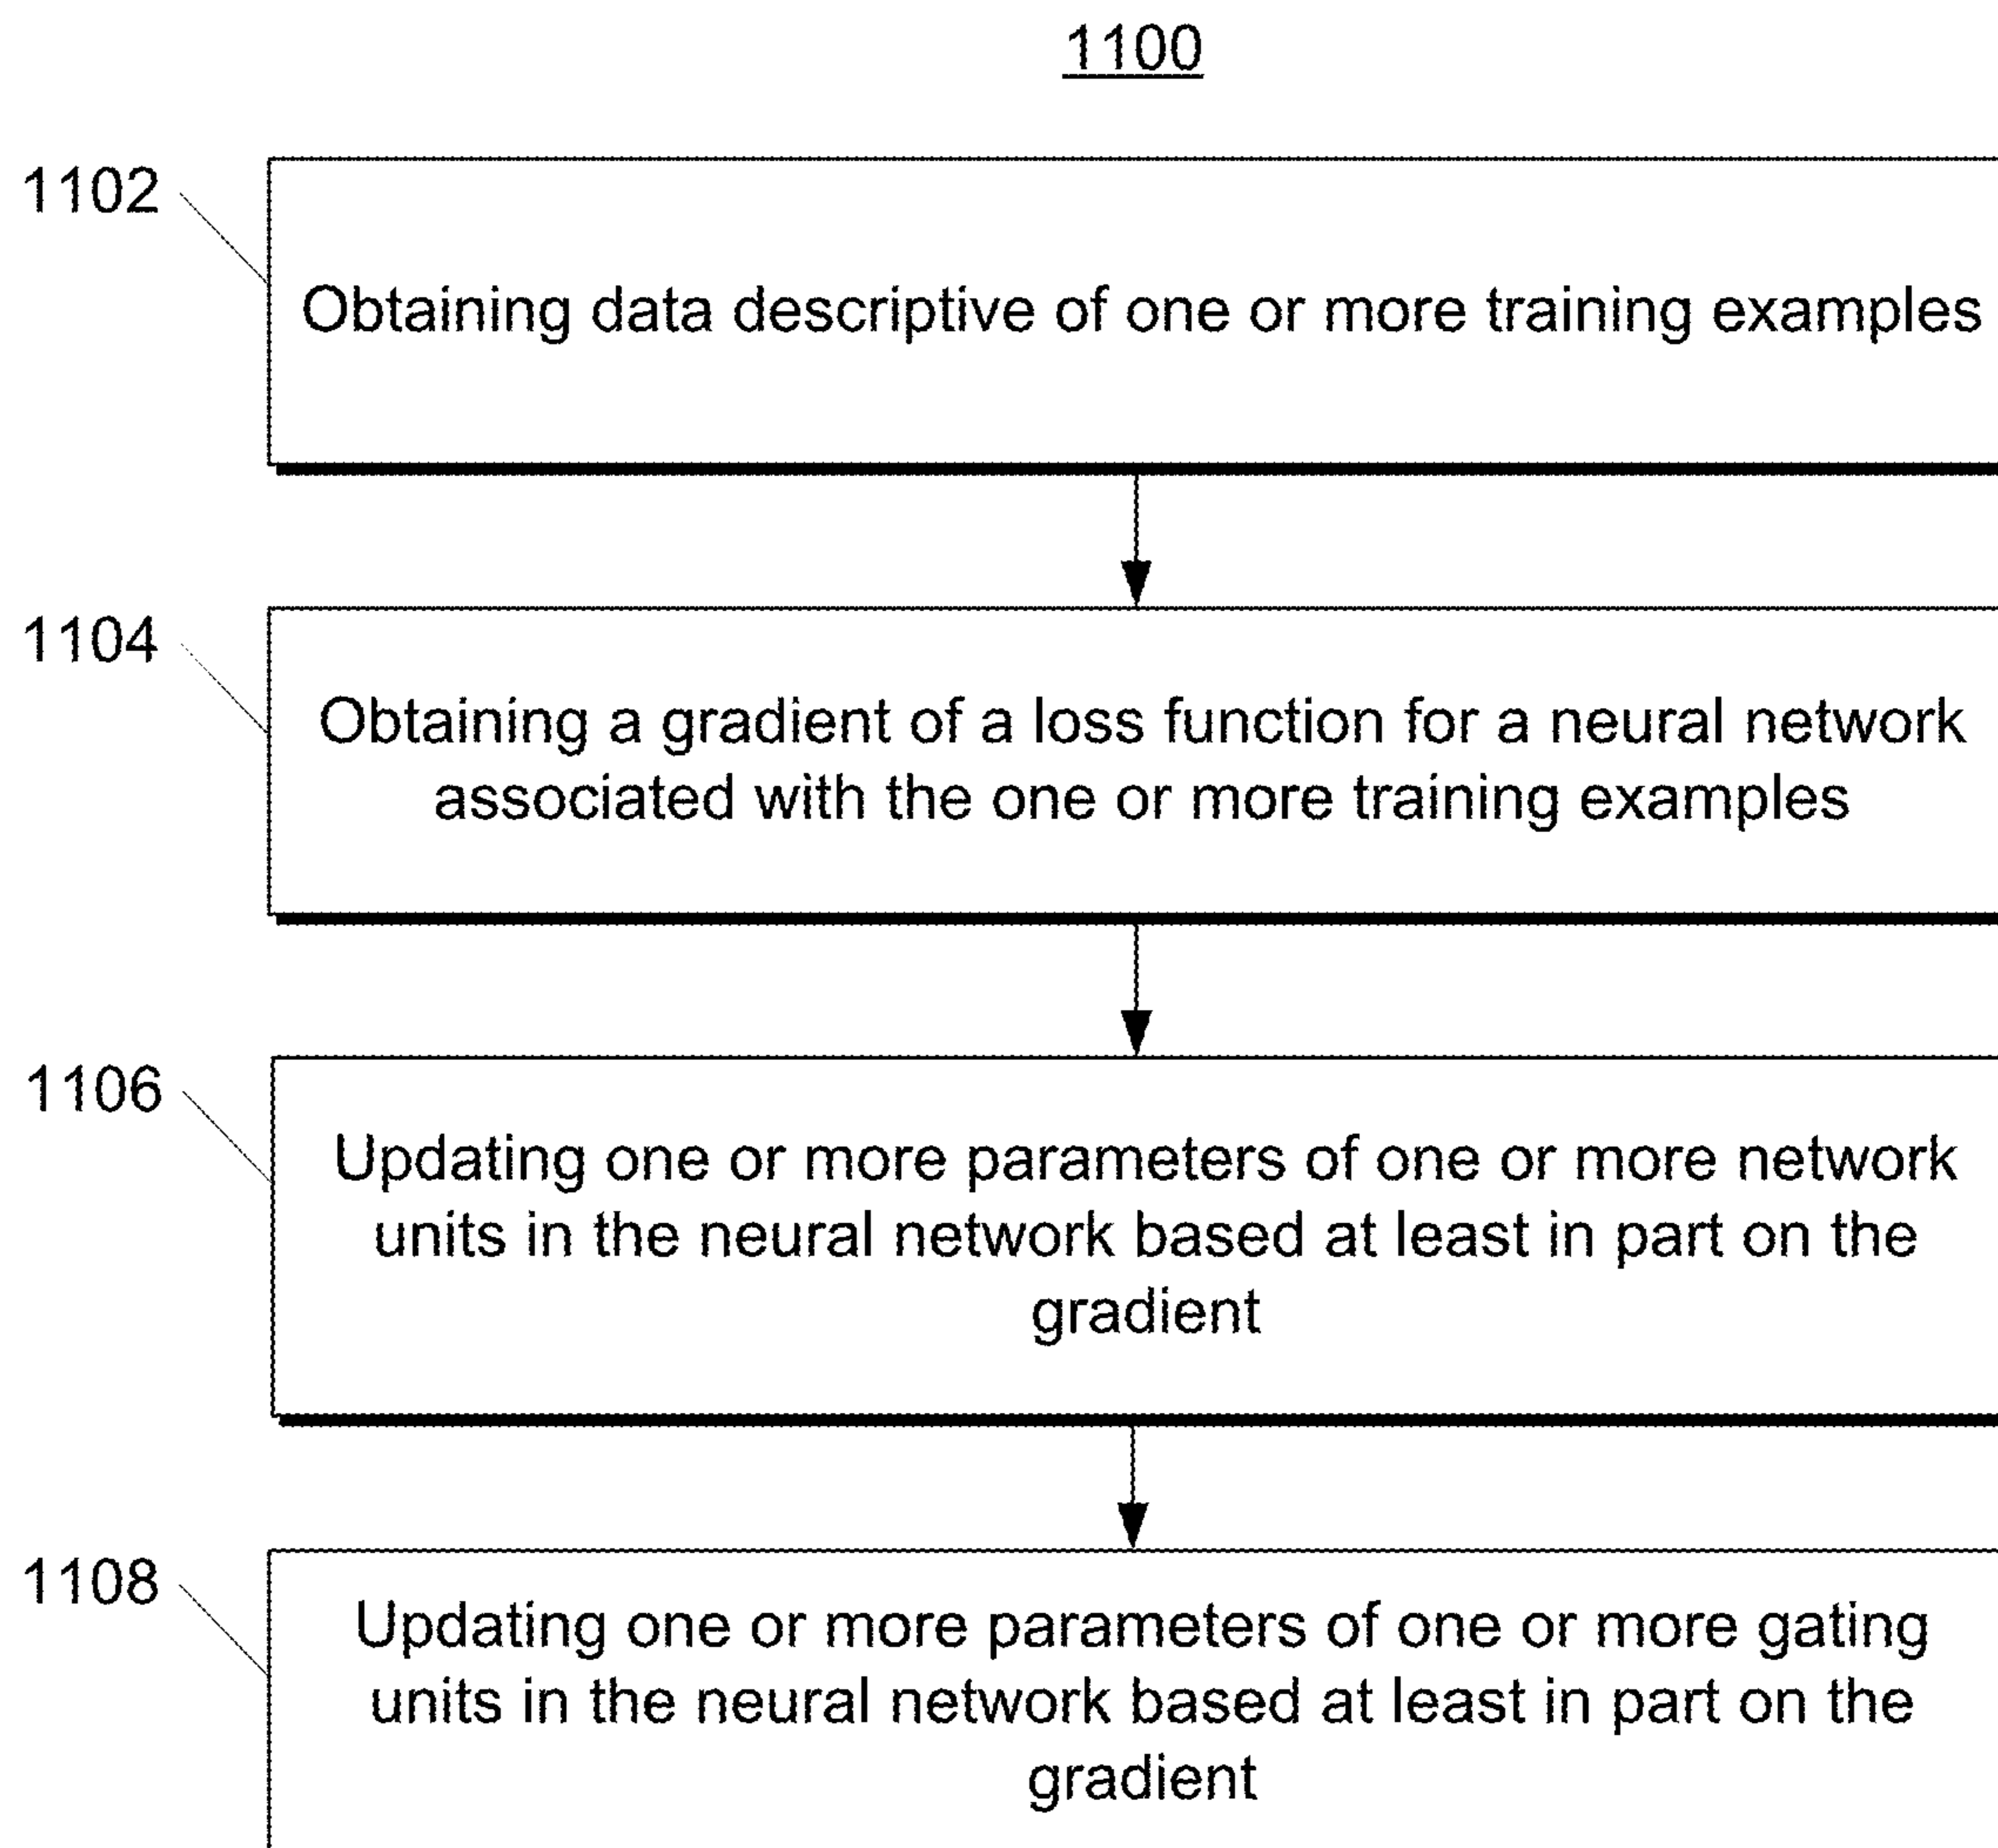 1100
1102
Obtaining data descriptive of one or more training examples
1104
Obtaining a gradient of a loss function for a neural network
associated with the one or more training examples
1106
Updating one or more parameters of one or more network
units in the neural network based at least in part on the
gradient
1108
Updating one or more parameters of one or more gating
units in the neural network based at least in part on the
gradient